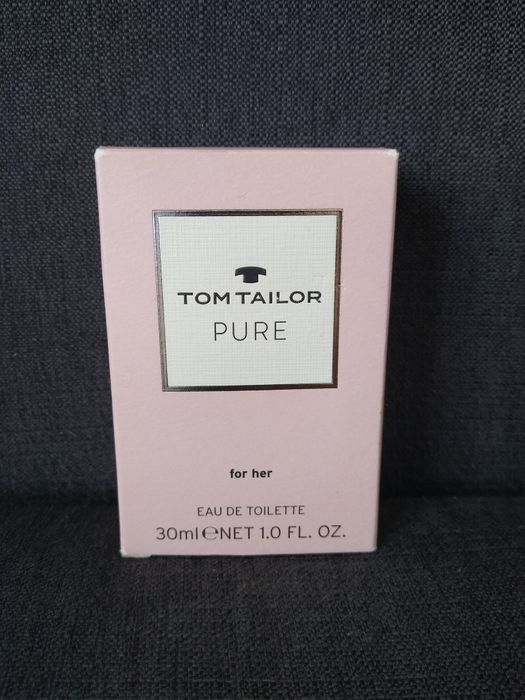 TOM TAILOR
PURE
for her
EAU DE TOILETTE
30ml℮NET 1.0 FL. OZ.